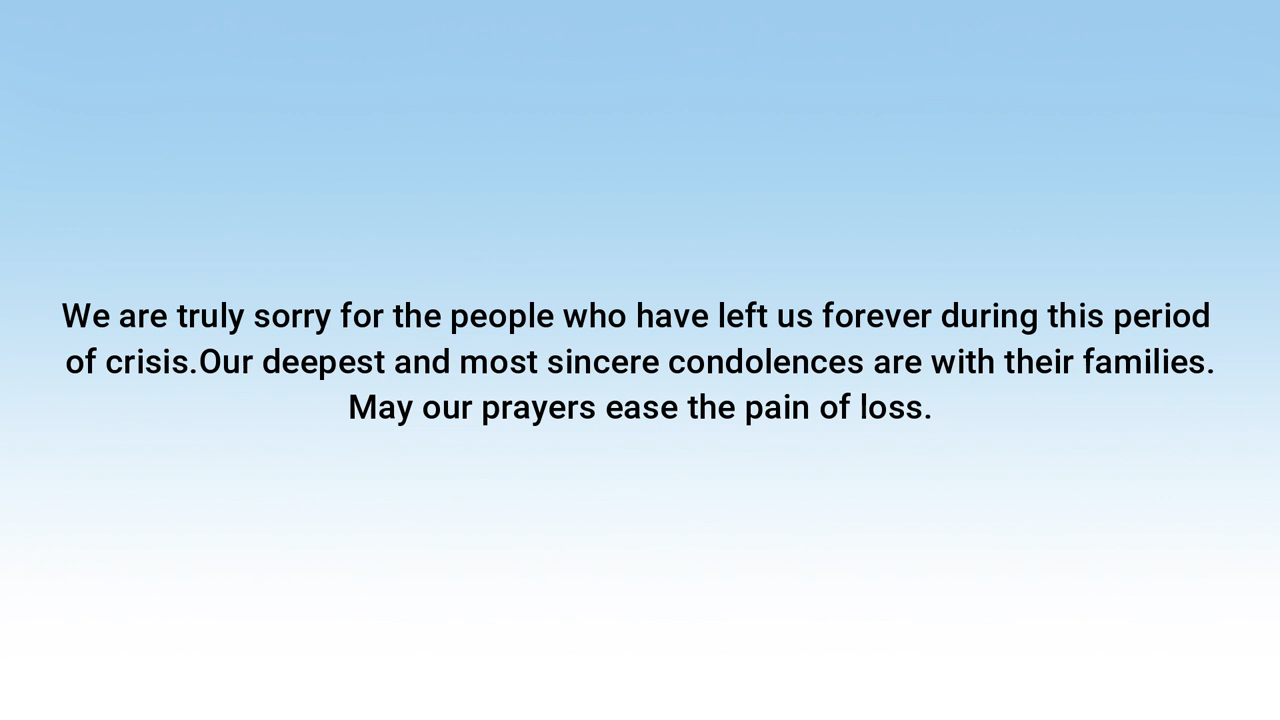 We are truly sorry for the people who have left us forever during this period
of crisis.Our deepest and most sincere condolences are with their families.
May our prayers ease the pain of loss.